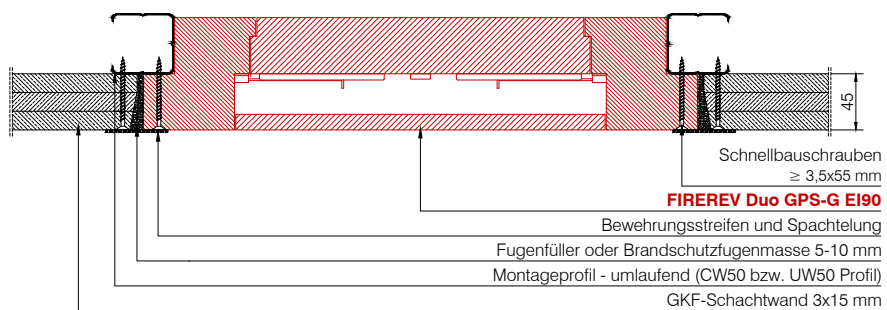 45
Schnellbauschrauben
≥ 3,5x55 mm
FIREREV Duo GPS-G EI90
Bewehrungsstreifen und Spachtelung
Fugenfüller oder Brandschutzfugenmasse 5-10 mm
Montageprofil - umlaufend (CW50 bzw. UW50 Profil)
GKF-Schachtwand 3x15 mm